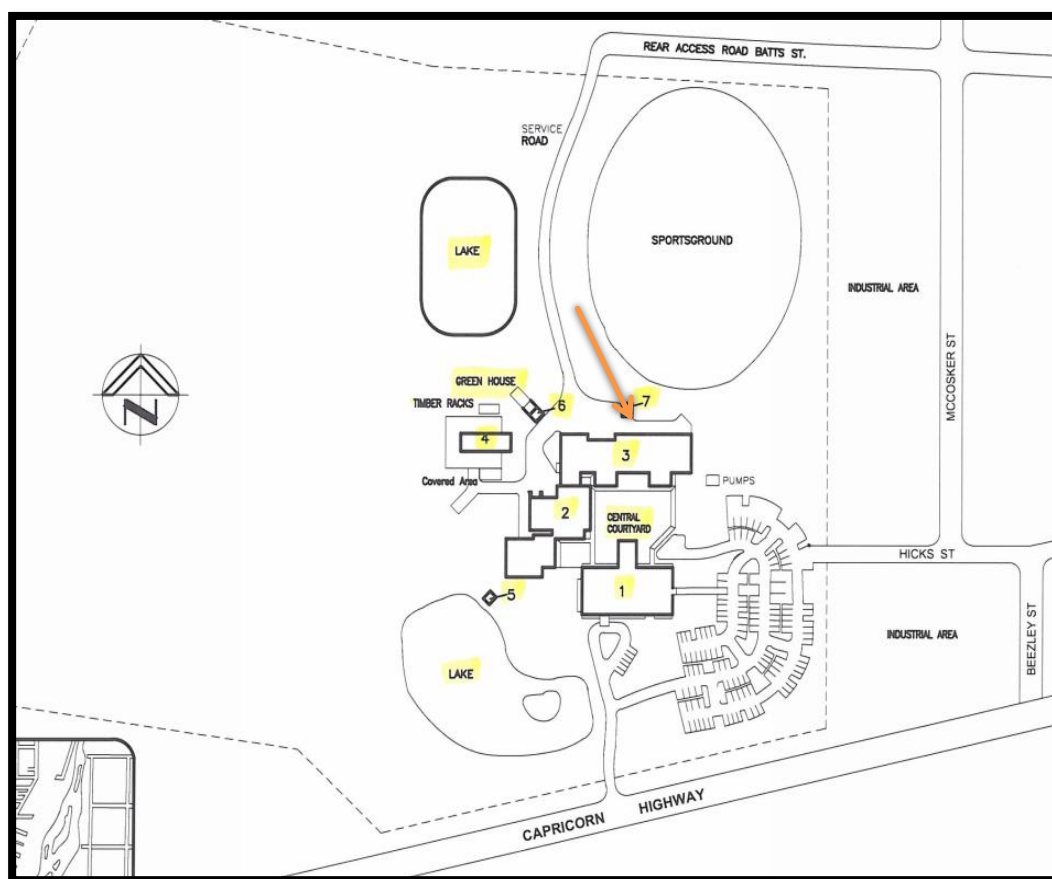 REAR ACCESS ROAD BATTS ST.
SERVICE
ROAD
LAKE
SPORTSGROUND
INDUSTRIAL AREA
MCCOSKER ST
GREEN HOUSE
TIMBER RACKS
6
7
4
3
Covered Area
PUMPS
2
CENTRAL
COURTYARD
HICKS ST
1
5
INDUSTRIAL AREA
BEEZLEY ST
LAKE
N
CAPRICORN HIGHWAY